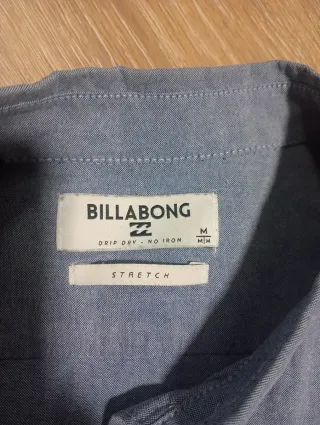 BILLABONG
DRIP DRY - NO IRON
M
M|M
STRETCH